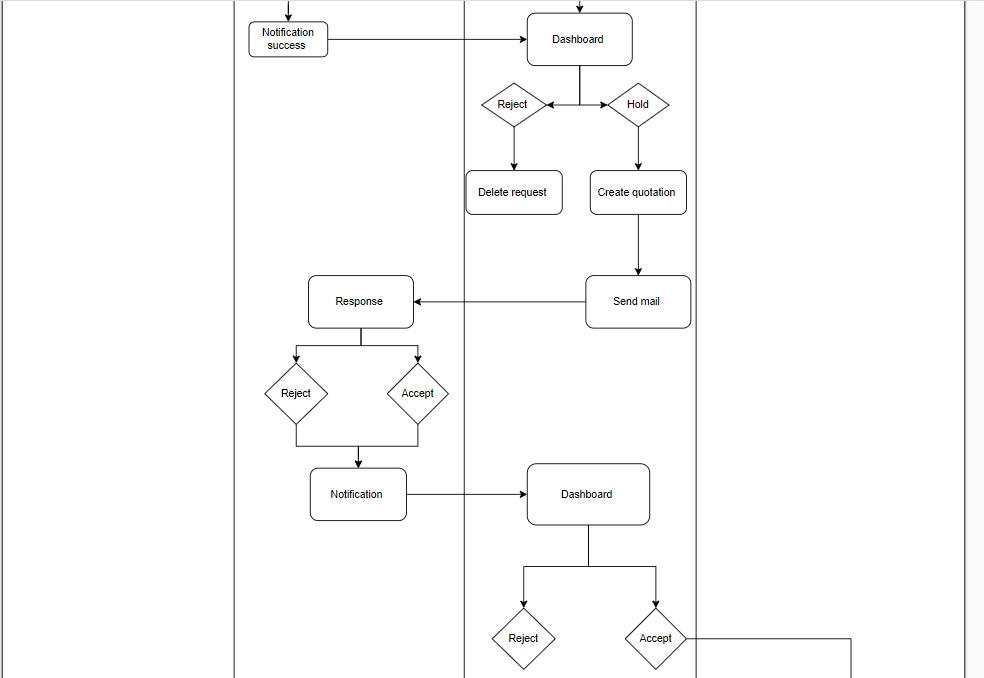 Notification
success
Dashboard
Reject
Hold
Delete request
Create quotation
Response
Send mail
Reject
Accept
Notification
Dashboard
Reject
Accept